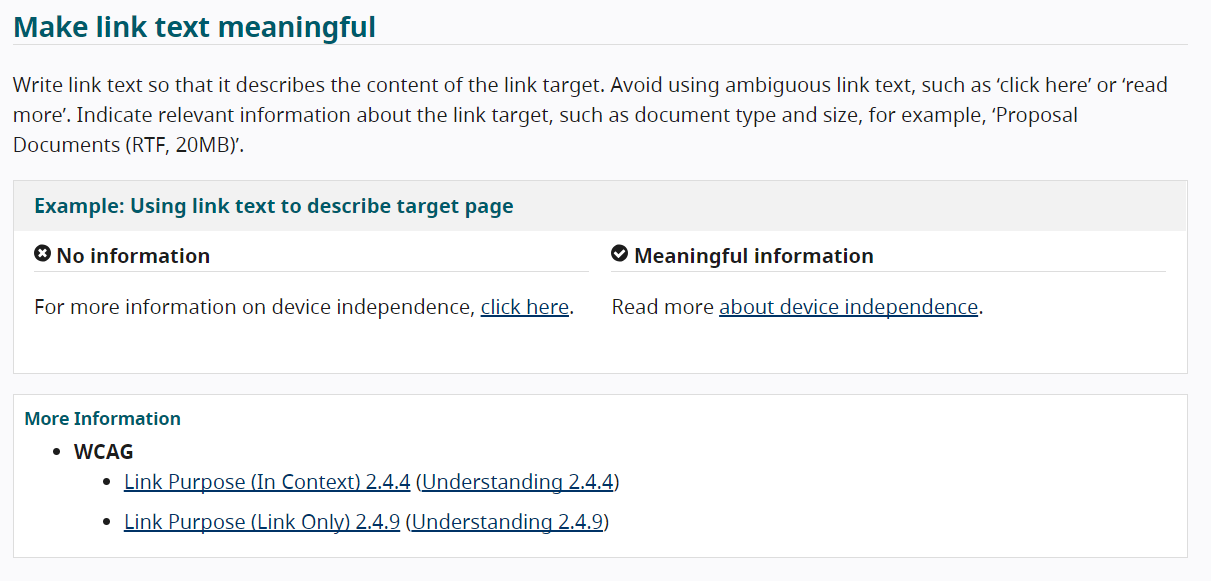 Make link text meaningful
Write link text so that it describes the content of the link target. Avoid using ambiguous link text, such as ‘click here’ or ‘read
more’. Indicate relevant information about the link target, such as document type and size, for example, ‘Proposal
Documents (RTF, 20MB)’.
Example: Using link text to describe target page
No information
For more information on device independence, click here.
Meaningful information
Read more about device independence.
More Information
WCAG
Link Purpose (In Context) 2.4.4 (Understanding 2.4.4)
Link Purpose (Link Only) 2.4.9 (Understanding 2.4.9)